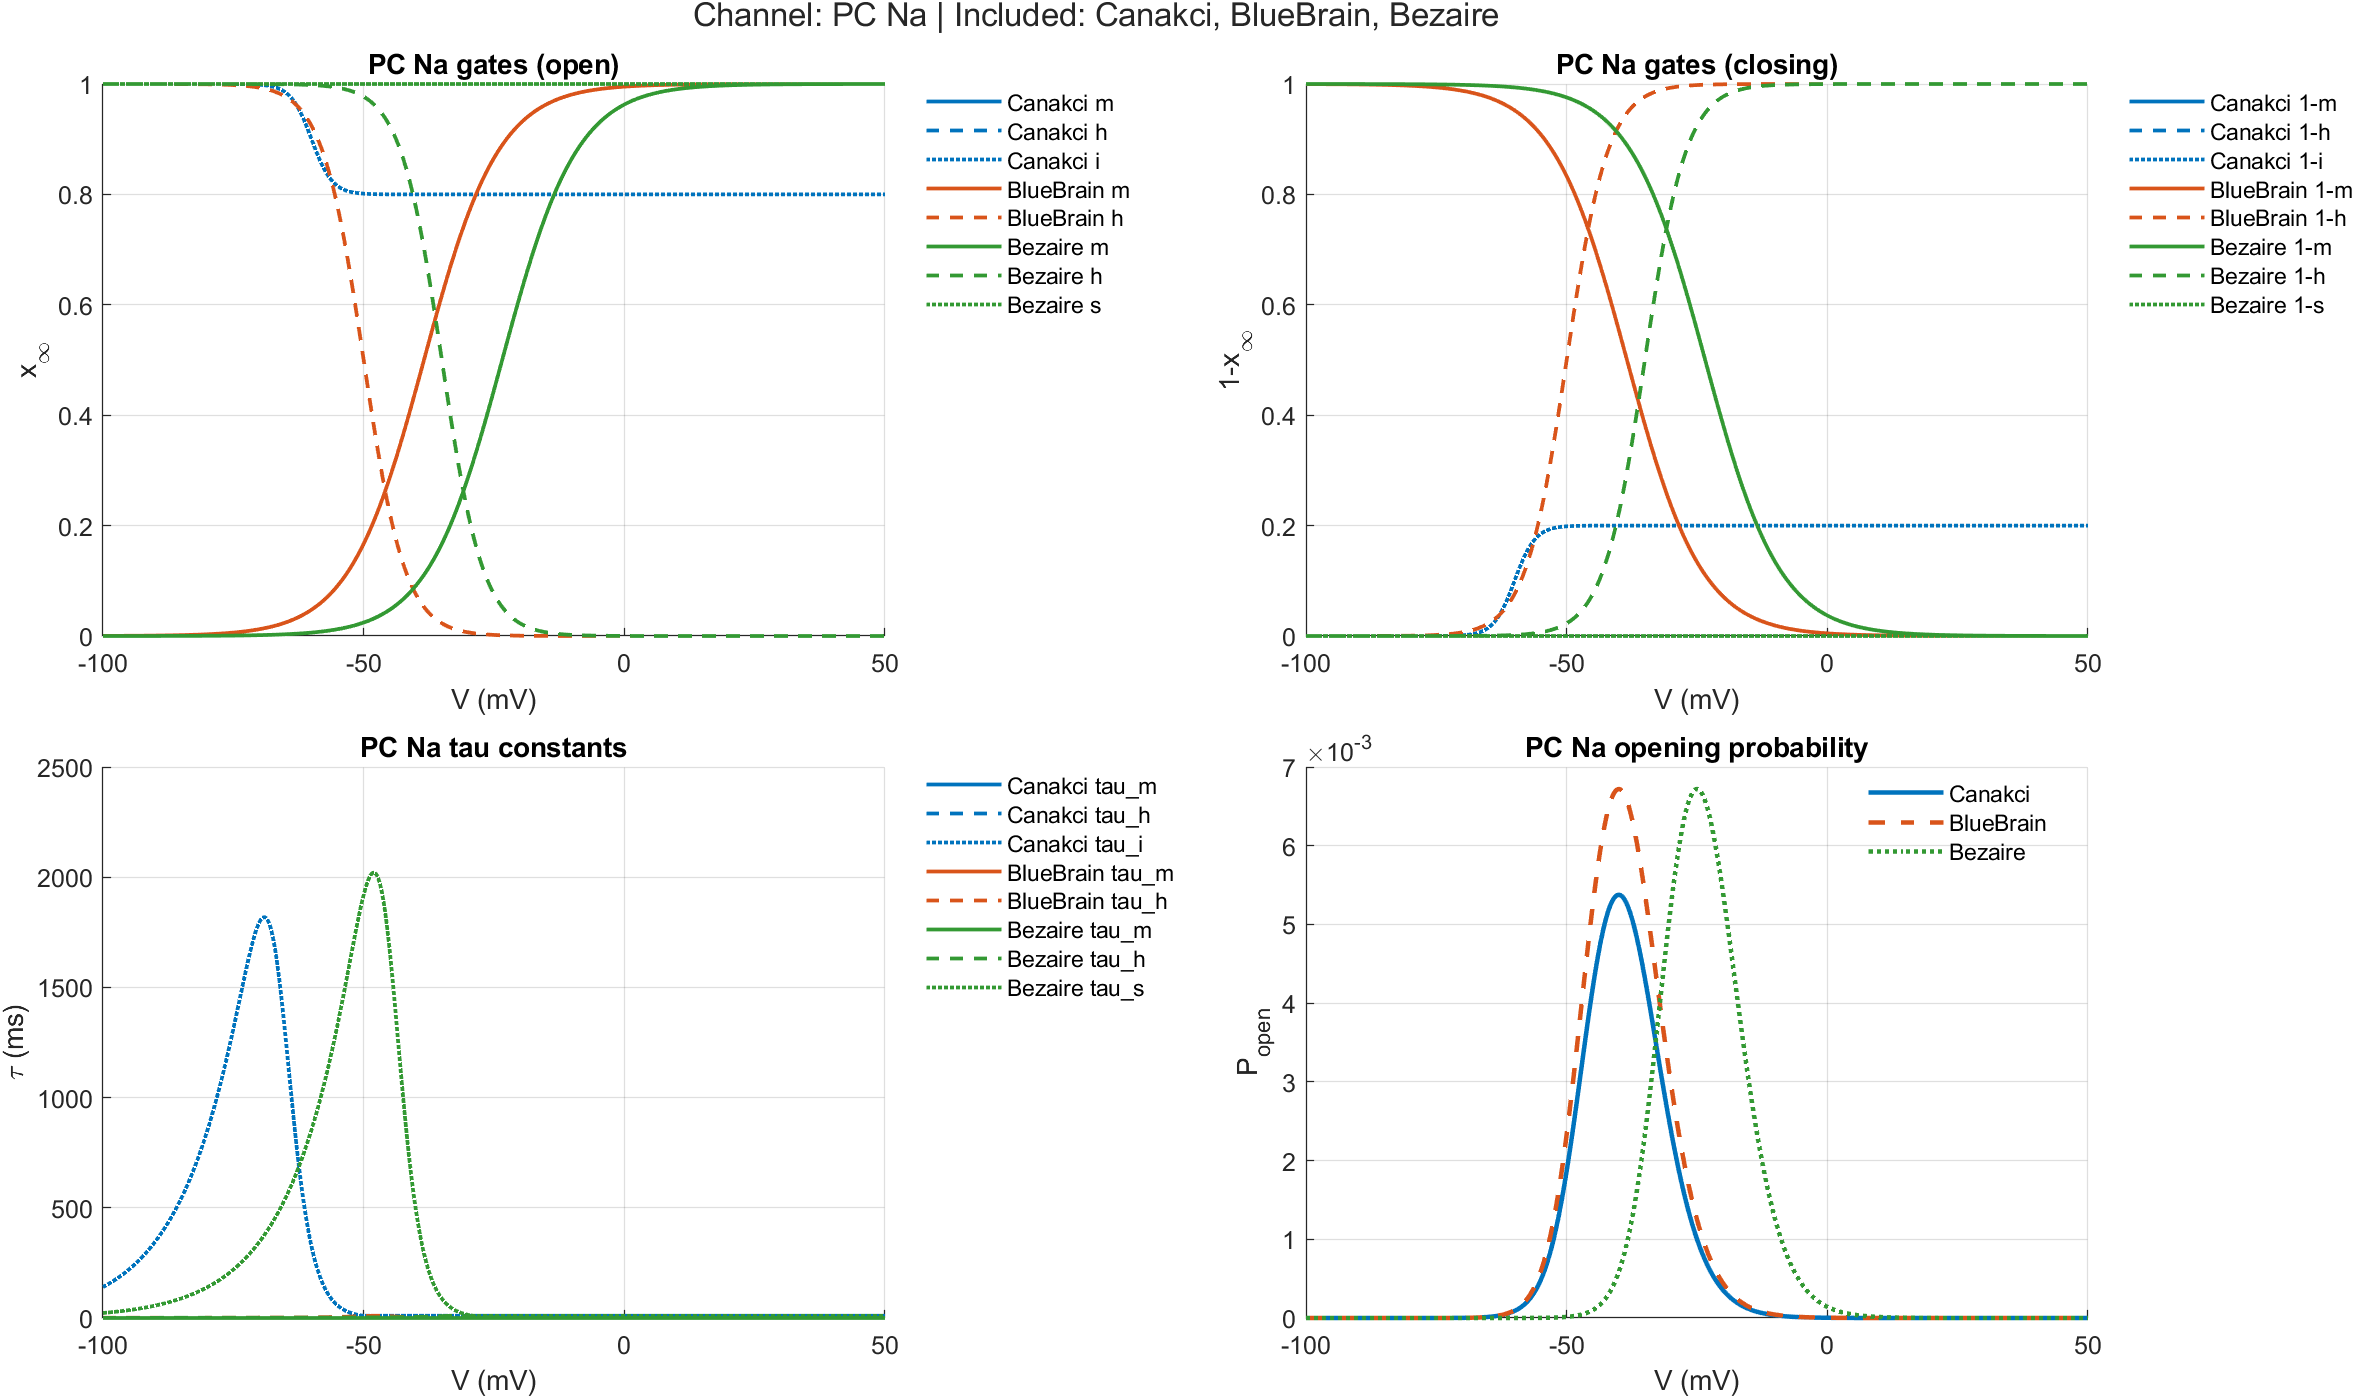 Channel: PC Na | Included: Canakci, BlueBrain, Bezaire
PC Na gates (open)
1
0.8
0.6
0.4
0.2
0
x∞
-100
-50
0
50
V (mV)
Canakci m
Canakci h
Canakci i
BlueBrain m
BlueBrain h
Bezaire m
Bezaire h
Bezaire s
PC Na gates (closing)
1
0.8
0.6
0.4
0.2
0
1-x∞
-100
-50
0
50
V (mV)
Canakci 1-m
Canakci 1-h
Canakci 1-i
BlueBrain 1-m
BlueBrain 1-h
Bezaire 1-m
Bezaire 1-h
Bezaire 1-s
PC Na tau constants
2500
2000
1500
1000
500
0
τ (ms)
-100
-50
0
50
V (mV)
Canakci tau_m
Canakci tau_h
Canakci tau_i
BlueBrain tau_m
BlueBrain tau_h
Bezaire tau_m
Bezaire tau_h
Bezaire tau_s
PC Na opening probability
×10-3
7
6
5
4
3
2
1
0
Popen
-100
-50
0
50
V (mV)
Canakci
BlueBrain
Bezaire